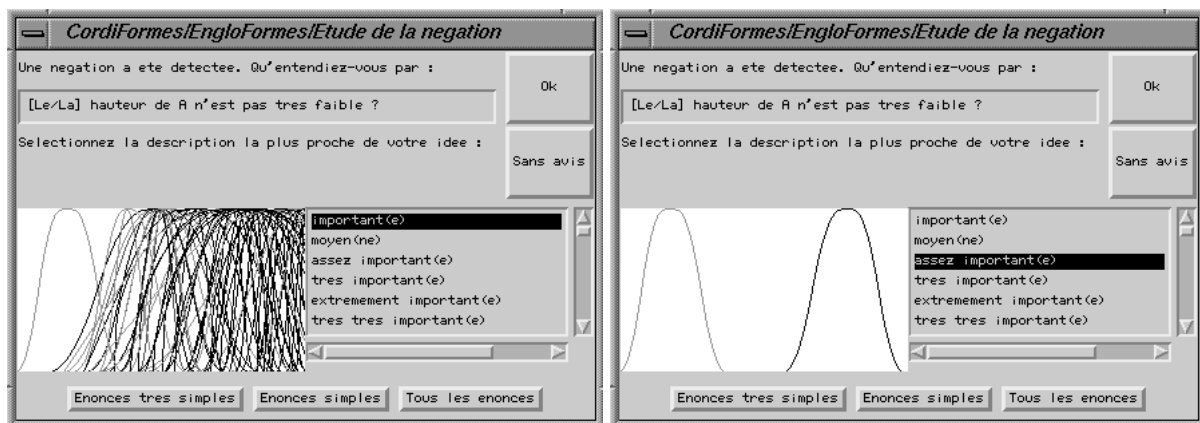 CordiFormes/EngloFormes/Etude de la negation
Une negation a ete detectee. Qu'entendiez-vous par :
[Le/La] hauteur de A n'est pas tres faible ?
Ok
Selectionnez la description la plus proche de votre idee :
Sans avis
important(e)
moyen(ne)
assez important(e)
tres important(e)
extremement important(e)
tres tres important(e)
Enonces tres simples
Enonces simples
Tous les enonces
CordiFormes/EngloFormes/Etude de la negation
Une negation a ete detectee. Qu'entendiez-vous par :
[Le/La] hauteur de A n'est pas tres faible ?
Ok
Selectionnez la description la plus proche de votre idee :
Sans avis
important(e)
moyen(ne)
assez important(e)
tres important(e)
extremement important(e)
tres tres important(e)
Enonces tres simples
Enonces simples
Tous les enonces